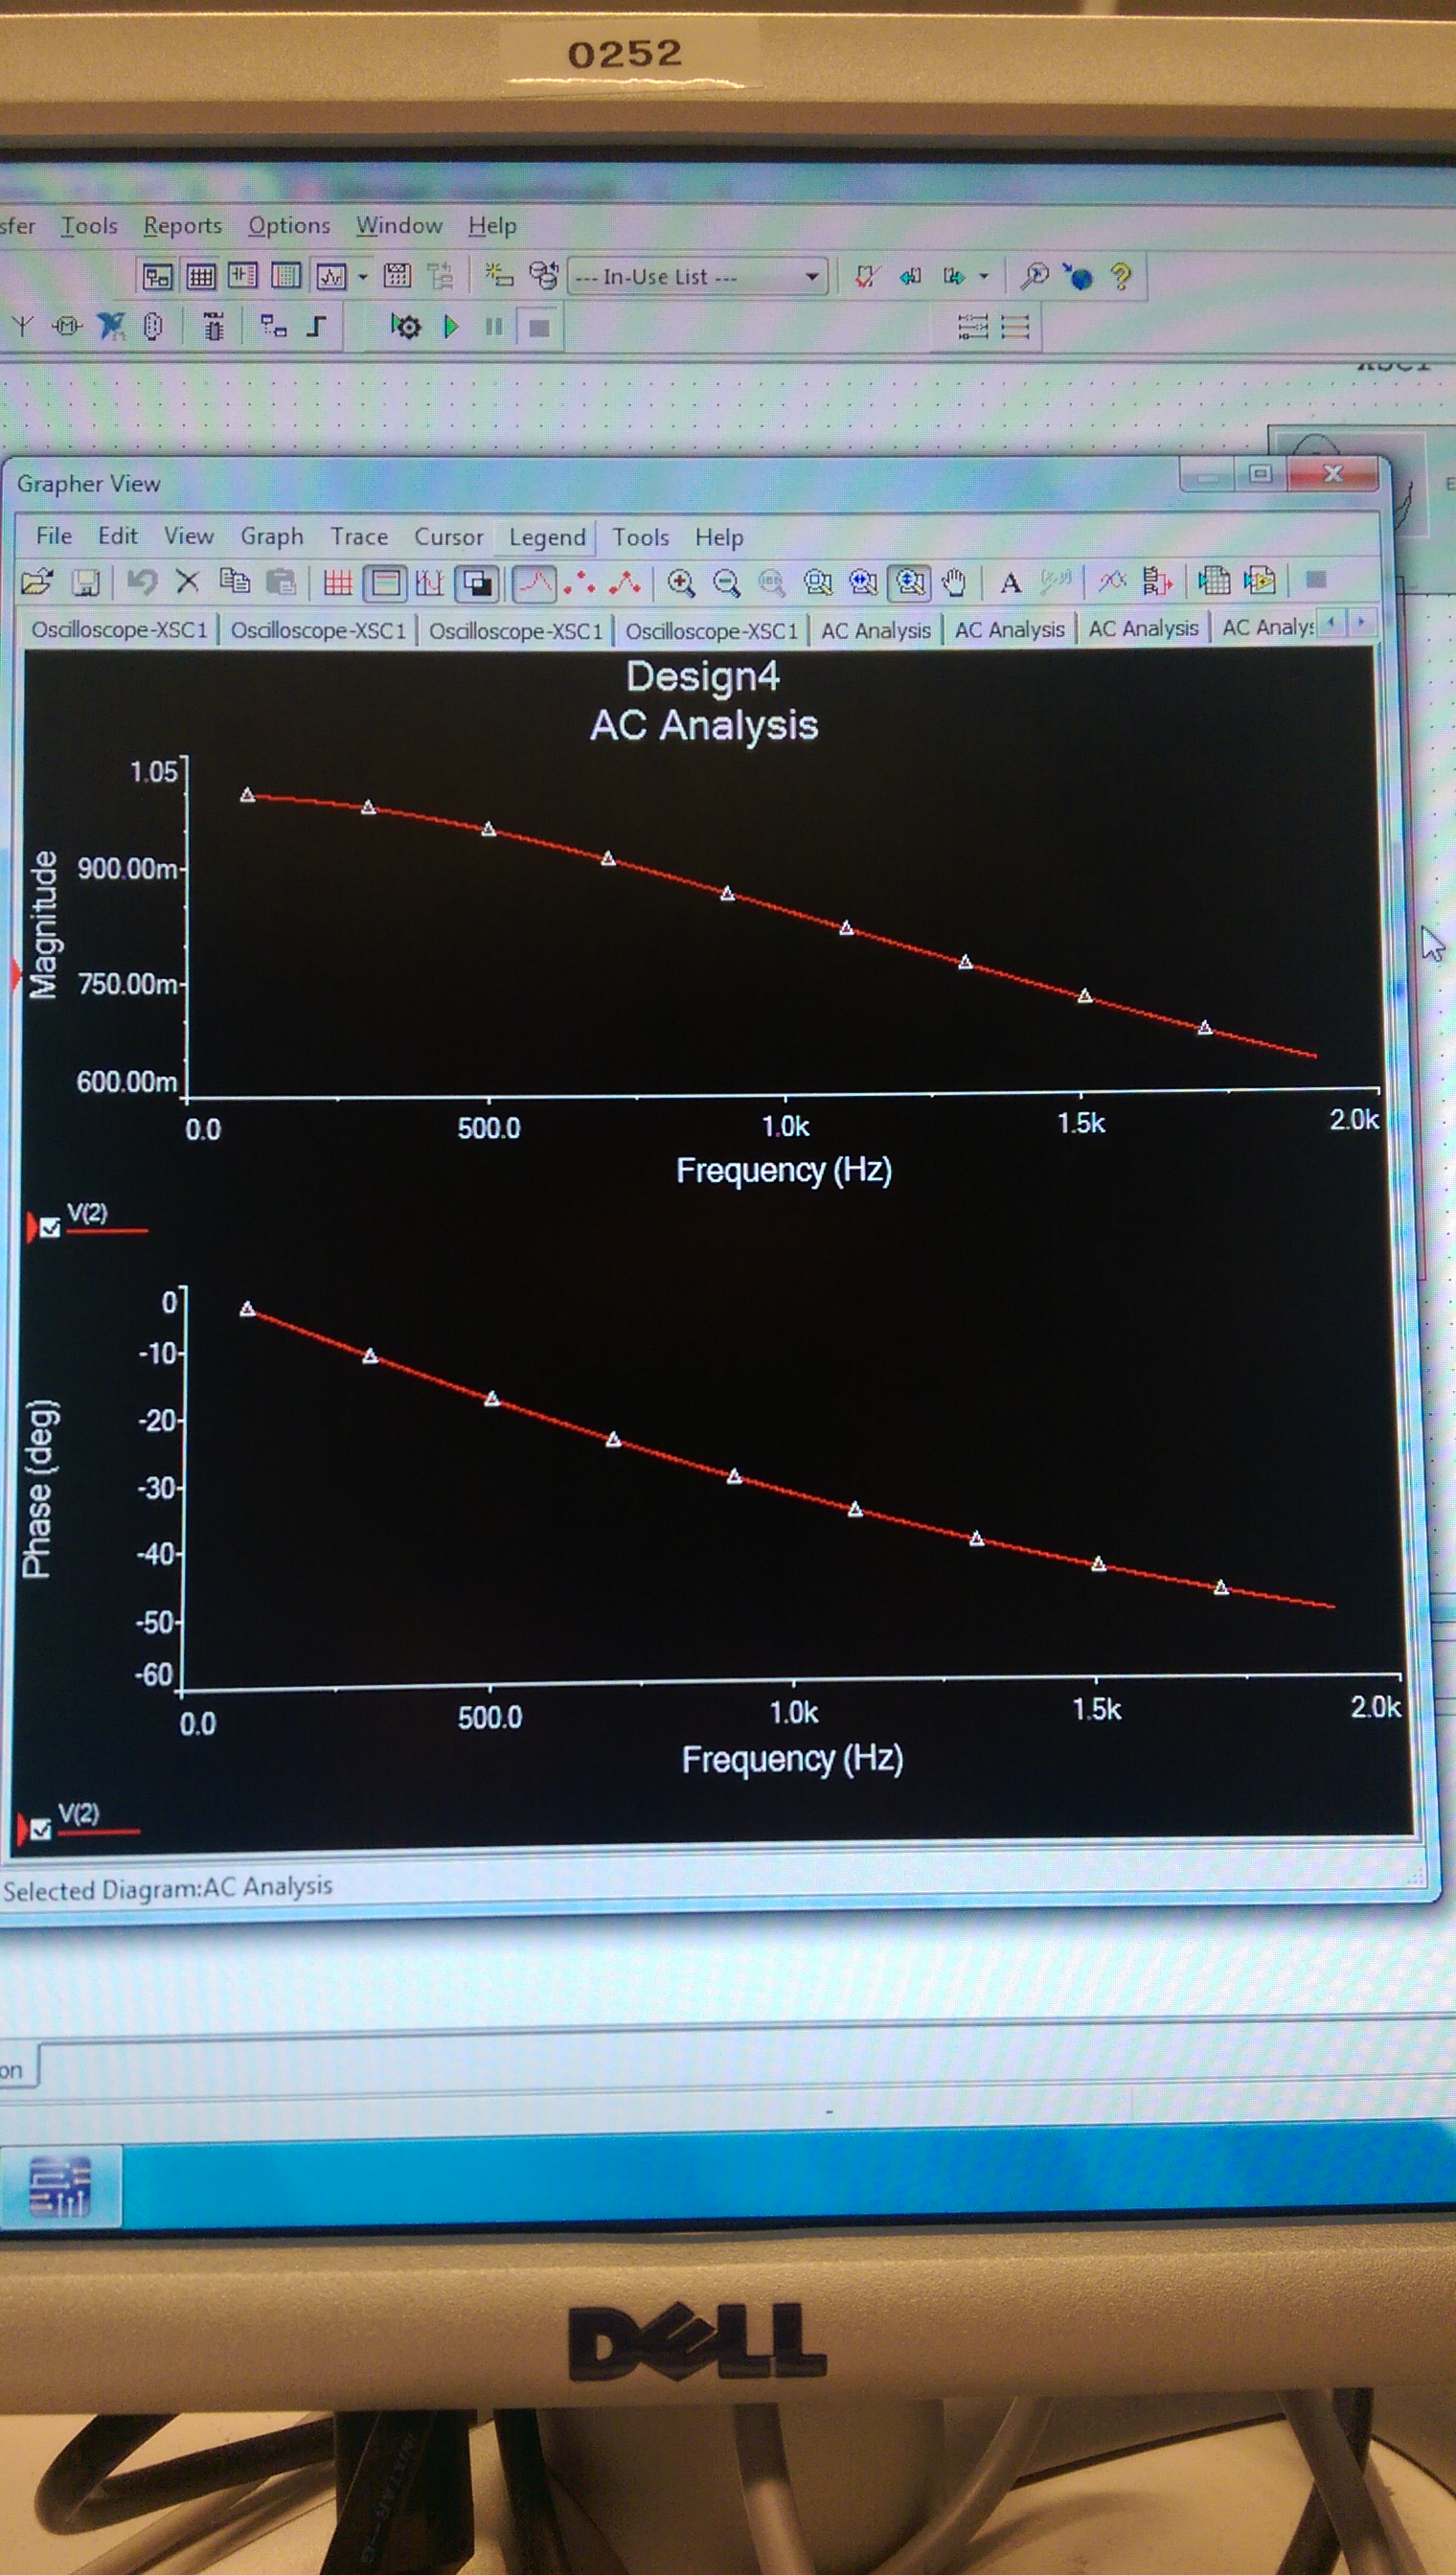 0252
sfer Tools Reports Options Window Help
--- In-Use List ---
XSC1
Grapher View
File Edit View Graph Trace Cursor Legend Tools Help
Oscilloscope-XSC1 Oscilloscope-XSC1 Oscilloscope-XSC1 Oscilloscope-XSC1 AC Analysis AC Analysis AC Analysis AC Analys
Design4
AC Analysis
Magnitude
1.05
900.00m
750.00m
600.00m
0.0 500.0 1.0k 1.5k 2.0k
Frequency (Hz)
V(2)
Phase (deg)
0
-10
-20
-30
-40
-50
-60
0.0 500.0 1.0k 1.5k 2.0k
Frequency (Hz)
V(2)
Selected Diagram:AC Analysis
on
DELL